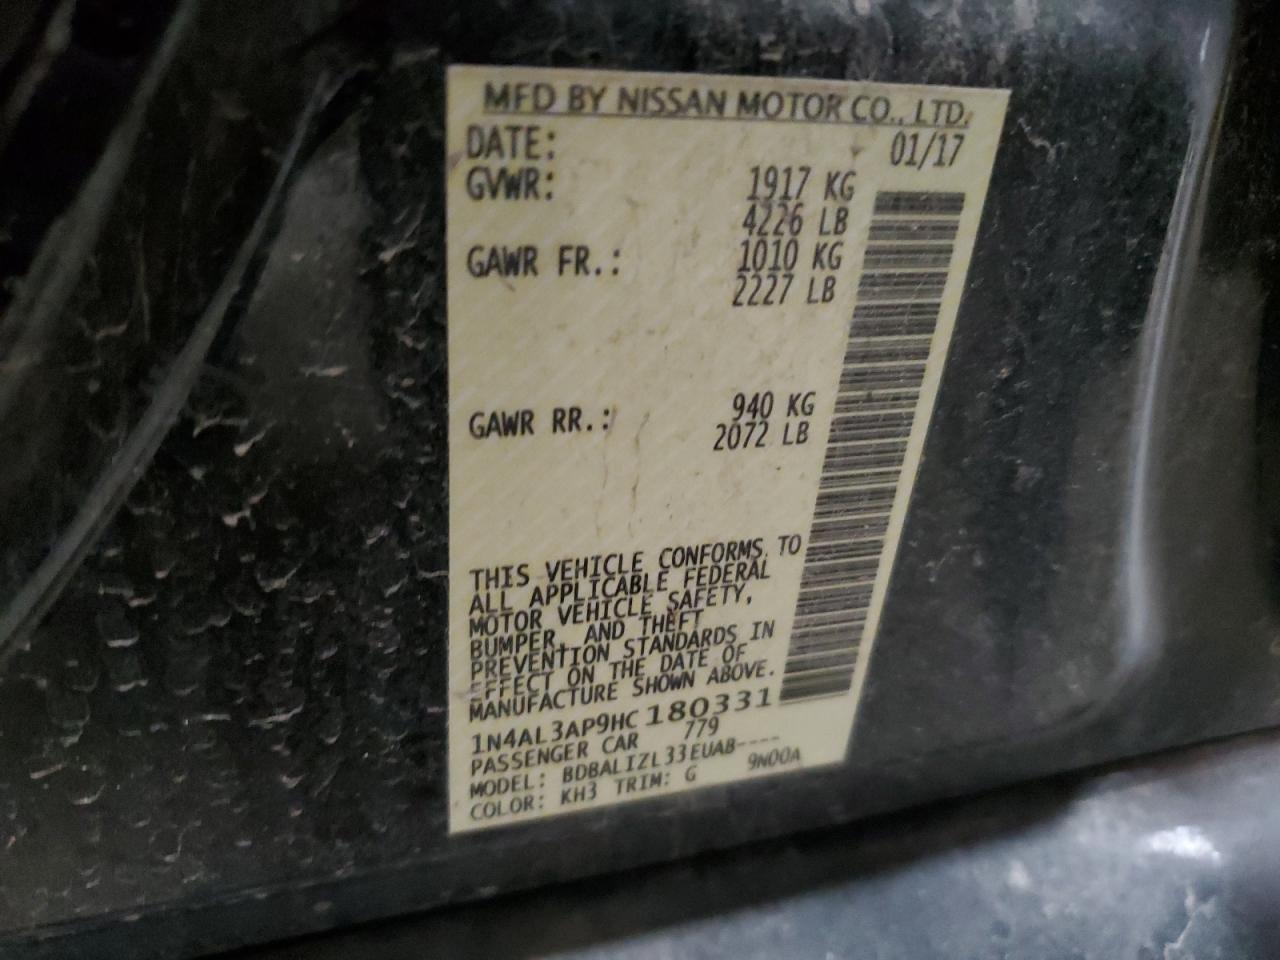 MFD BY NISSAN MOTOR CO., LTD.
DATE: 01/17
GVWR: 1917 KG
4226 LB
GAWR FR.: 1010 KG
2227 LB
GAWR RR.: 940 KG
2072 LB
THIS VEHICLE CONFORMS TO
ALL APPLICABLE FEDERAL
MOTOR VEHICLE SAFETY,
BUMPER, AND THEFT
PREVENTION STANDARDS IN
EFFECT ON THE DATE OF
MANUFACTURE SHOWN ABOVE.
1N4AL3AP9HC180331
PASSENGER CAR 779
MODEL: BDBALIZL33EUAB----
COLOR: KH3 TRIM: G 9N00A